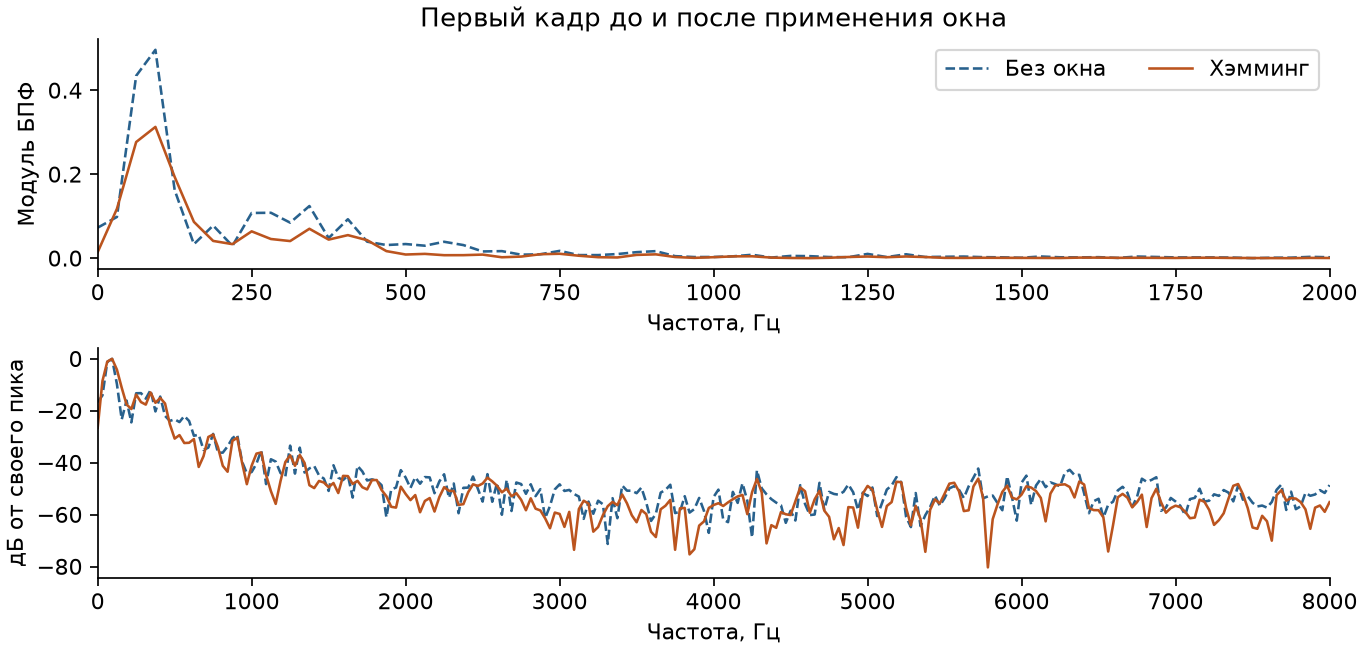 Первый кадр до и после применения окна
Модуль БПФ
0.4
0.2
0.0
Без окна
Хэмминг
0 250 500 750 1000 1250 1500 1750 2000
Частота, Гц
дБ от своего пика
0
−20
−40
−60
−80
0 1000 2000 3000 4000 5000 6000 7000 8000
Частота, Гц